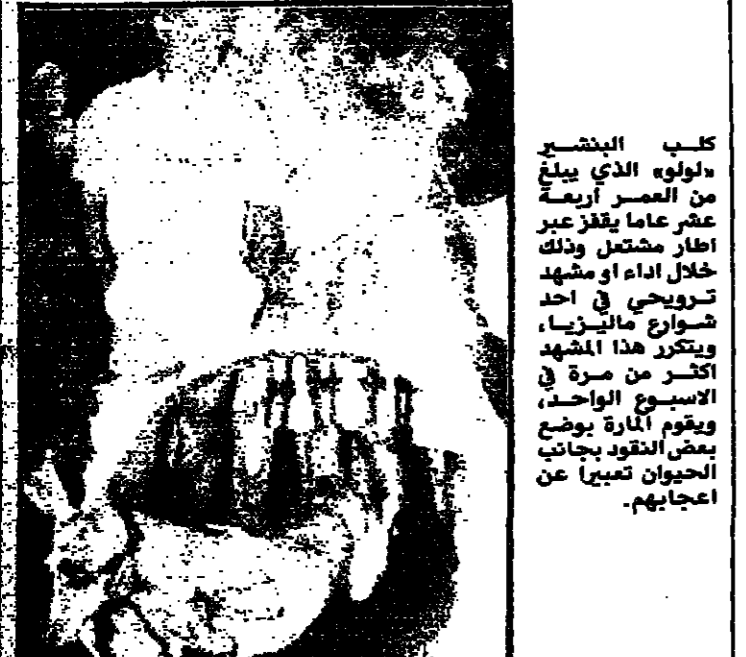 كلب البنشير
«لولو» الذي يبلغ
من العمر اربعة
عشر عاما يقفز عبر
اطار مشتعل وذلك
خلال اداء او مشهد
ترويحي في احد
شوارع ماليزيا،
ويتكرر هذا المشهد
اكثر من مرة في
الاسبوع الواحد،
ويقوم المارة بوضع
بعض النقود بجانب
الحيوان تعبيرا عن
اعجابهم.